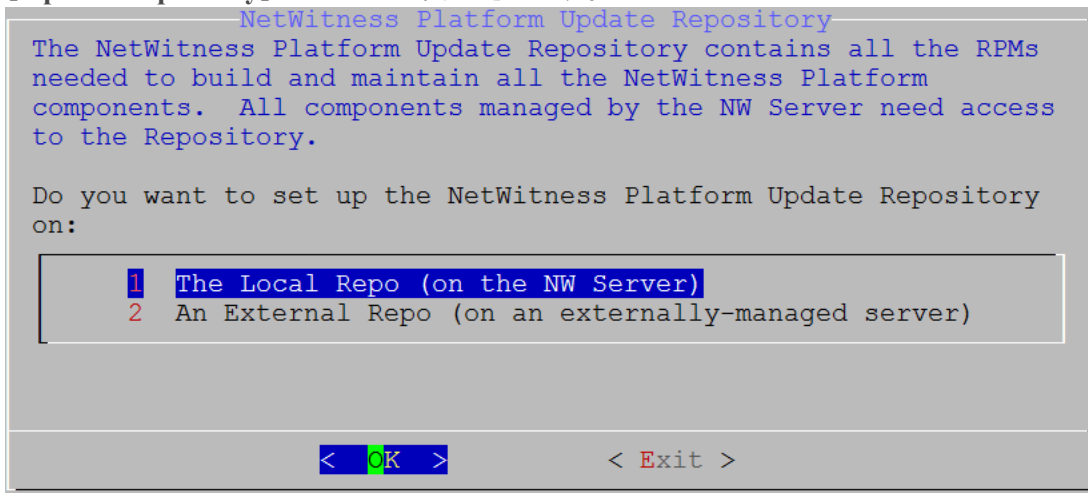 NetWitness Platform Update Repository
The NetWitness Platform Update Repository contains all the RPMs
needed to build and maintain all the NetWitness Platform
components.  All components managed by the NW Server need access
to the Repository.
Do you want to set up the NetWitness Platform Update Repository
on:
1  The Local Repo (on the NW Server)
2  An External Repo (on an externally-managed server)
<  OK  >  < Exit >